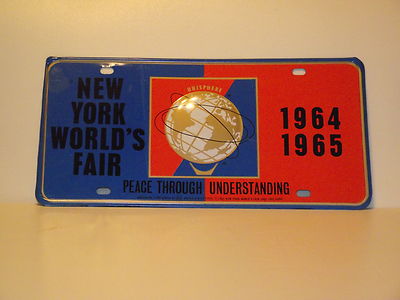 NEW
YORK
WORLD'S
FAIR
UNISPHERE
1964
1965
PEACE THROUGH UNDERSTANDING